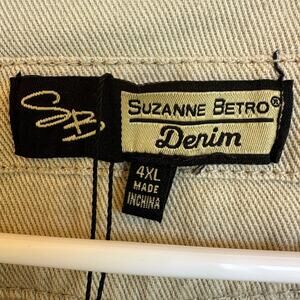 SB
SUZANNE BETRO®
Denim
4XL
MADE
INCHINA